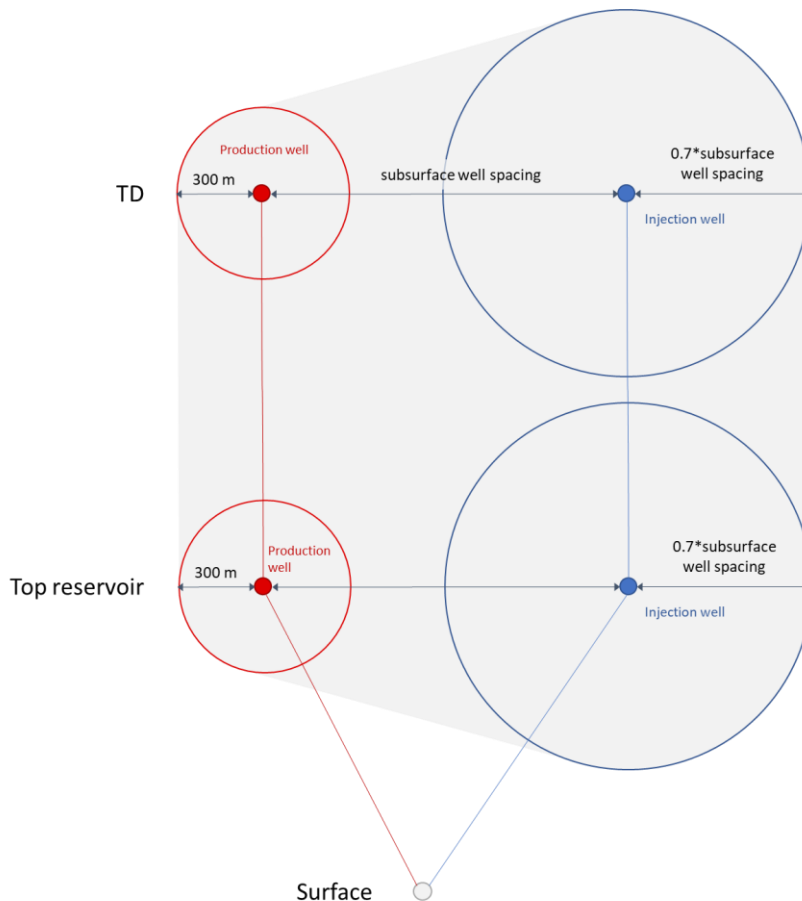 Production well
0.7*subsurface
well spacing
300 m
subsurface well spacing
TD
Injection well
Production
well
0.7*subsurface
well spacing
300 m
Top reservoir
Injection well
Surface